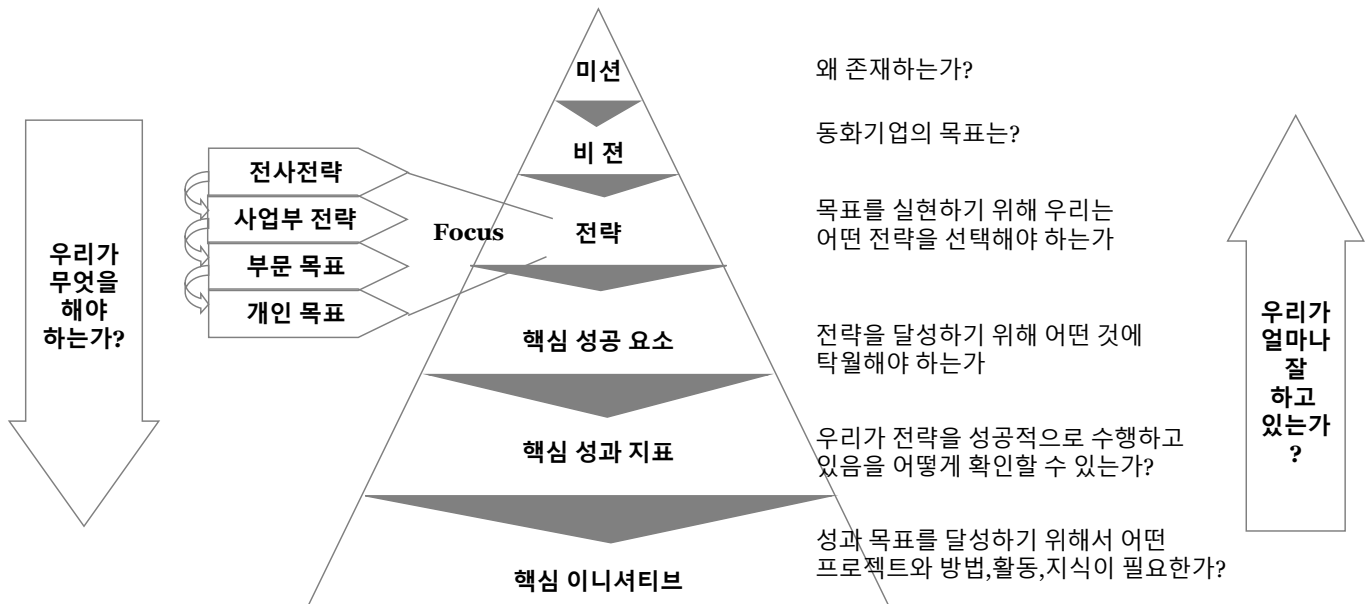 미션
왜 존재하는가?
비 젼
동화기업의 목표는?
전사전략
사업부 전략
부문 목표
개인 목표
Focus
전략
목표를 실현하기 위해 우리는
어떤 전략을 선택해야 하는가
우리가
무엇을
해야
하는가?
핵심 성공 요소
전략을 달성하기 위해 어떤 것에
탁월해야 하는가
핵심 성과 지표
우리가 전략을 성공적으로 수행하고
있음을 어떻게 확인할 수 있는가?
핵심 이니셔티브
성과 목표를 달성하기 위해서 어떤
프로젝트와 방법,활동,지식이 필요한가?
우리가
얼마나
잘
하고
있는가
?